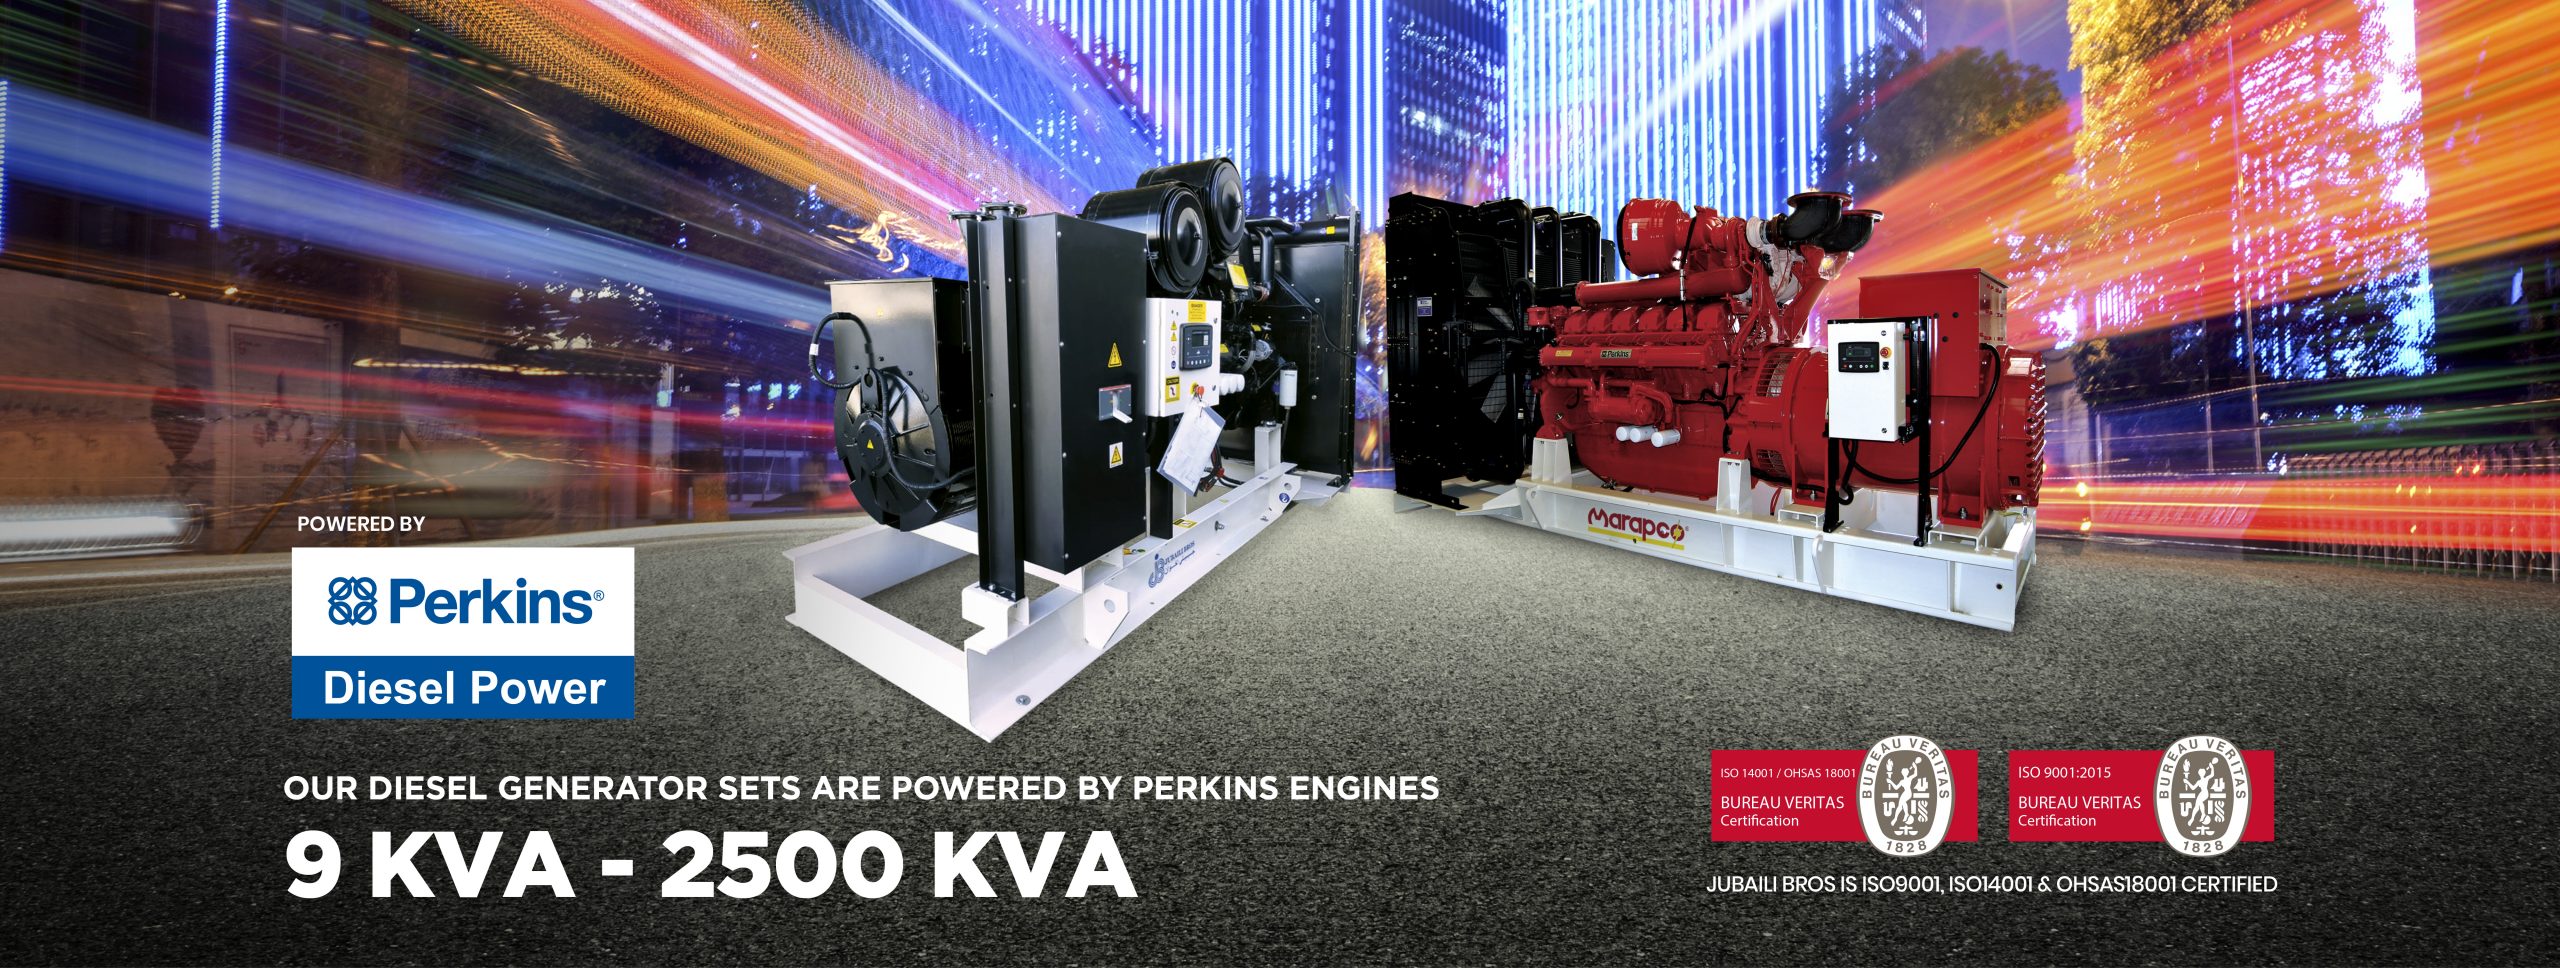 POWERED BY
Perkins®
Diesel Power
Perkins
JUBAILI BROS
Marapco®
OUR DIESEL GENERATOR SETS ARE POWERED BY PERKINS ENGINES
9 KVA - 2500 KVA
ISO 14001 / OHSAS 18001
BUREAU VERITAS
Certification
BUREAU VERITAS
1828
ISO 9001:2015
BUREAU VERITAS
Certification
BUREAU VERITAS
1828
JUBAILI BROS IS ISO9001, ISO14001 & OHSAS18001 CERTIFIED